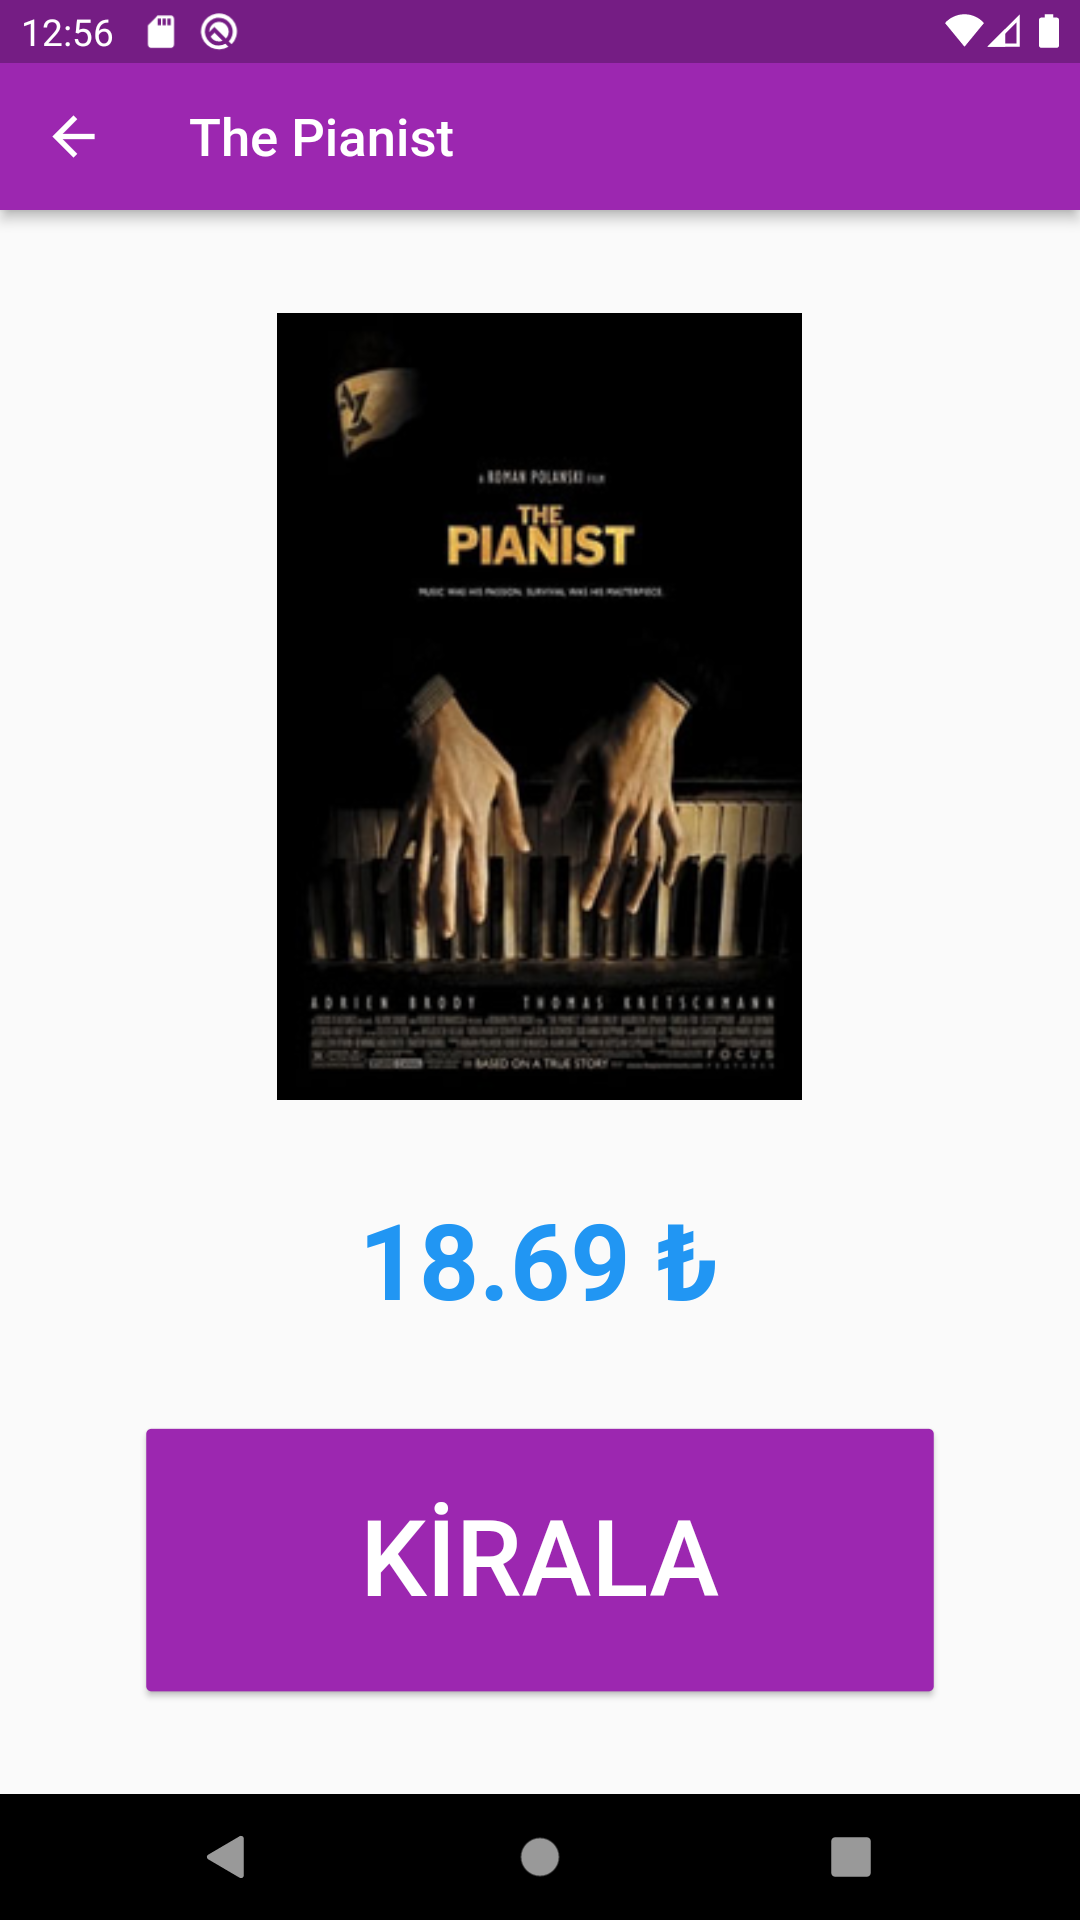 12:56
The Pianist
A ROMAN POLANSKI FILM
THE
PIANIST
MUSIC WAS HIS PASSION. SURVIVAL WAS HIS MASTERPIECE.
ADRIEN BRODY THOMAS KRETSCHMANN
FOCUS
FEATURES
BASED ON A TRUE STORY
18.69 ₺
KİRALA